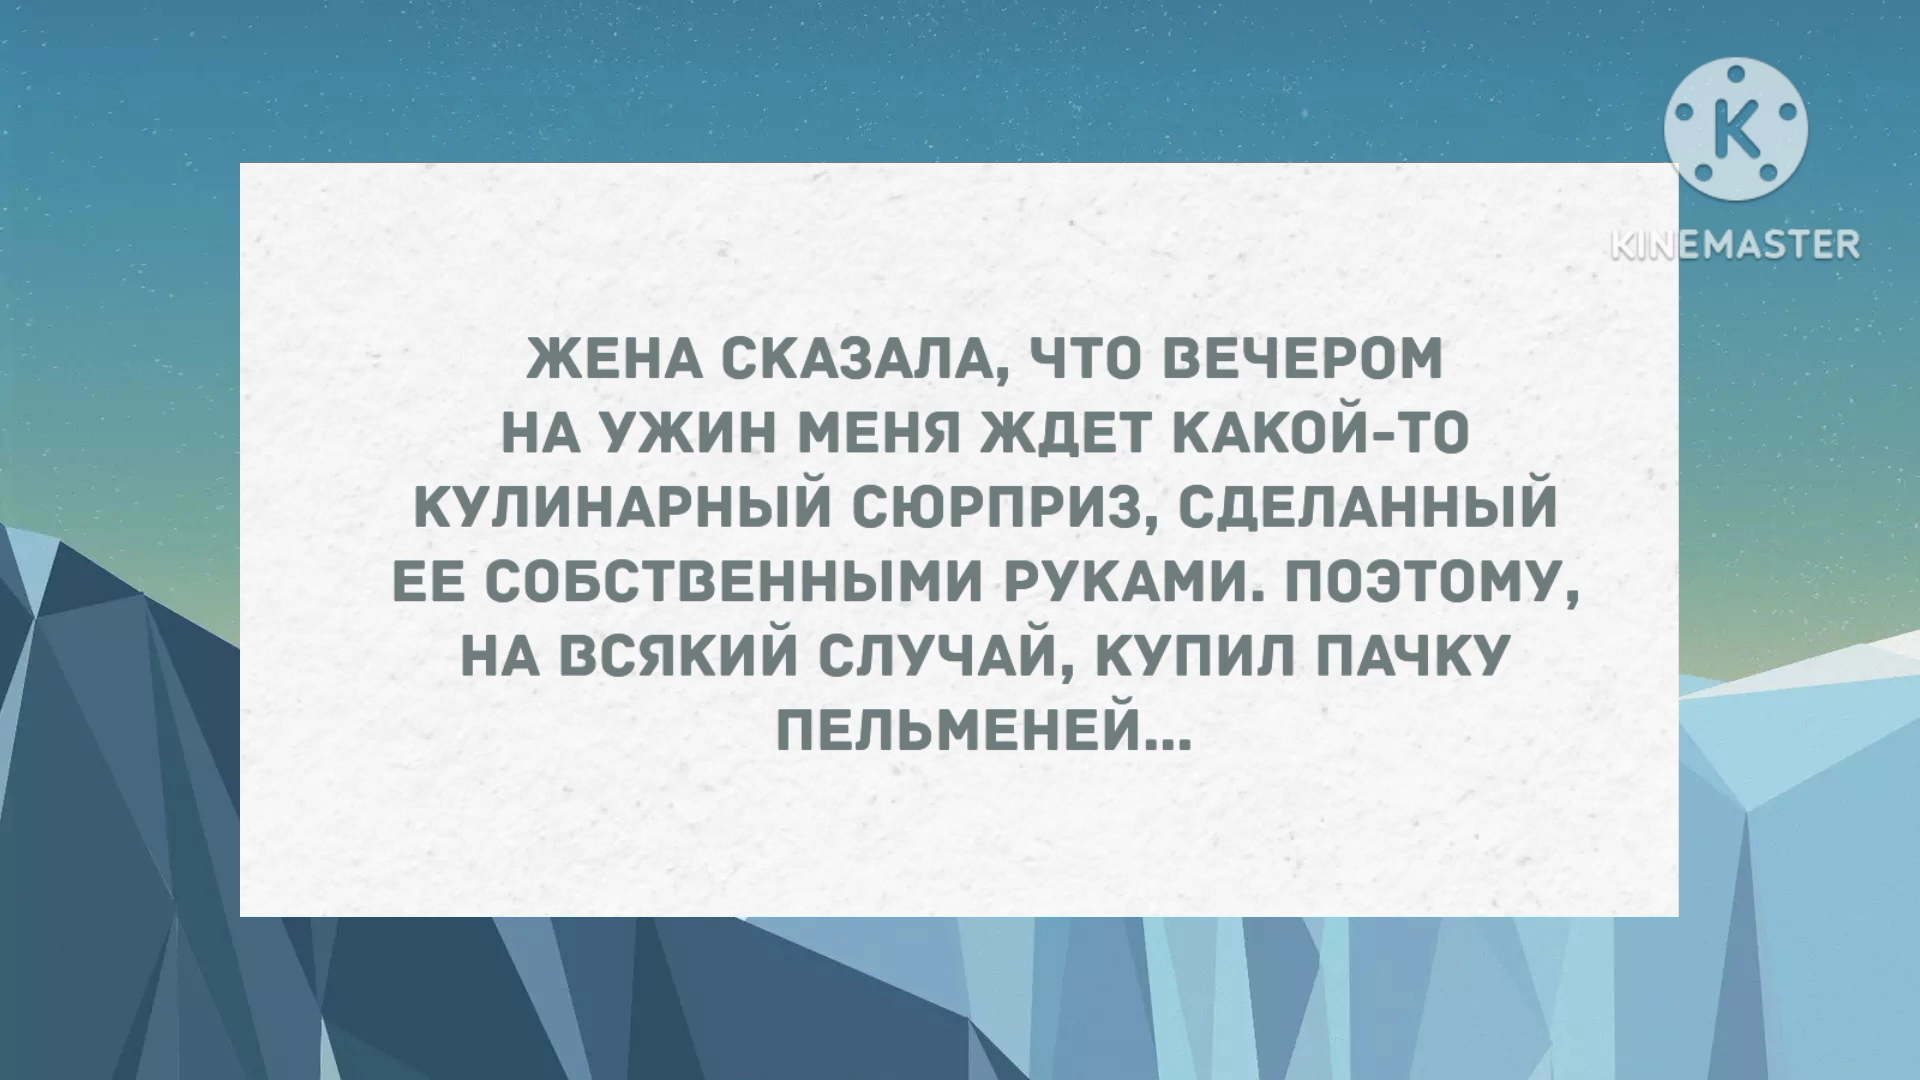 K
KINEMASTER
ЖЕНА СКАЗАЛА, ЧТО ВЕЧЕРОМ
НА УЖИН МЕНЯ ЖДЕТ КАКОЙ-ТО
КУЛИНАРНЫЙ СЮРПРИЗ, СДЕЛАННЫЙ
ЕЕ СОБСТВЕННЫМИ РУКАМИ. ПОЭТОМУ,
НА ВСЯКИЙ СЛУЧАЙ, КУПИЛ ПАЧКУ
ПЕЛЬМЕНЕЙ...